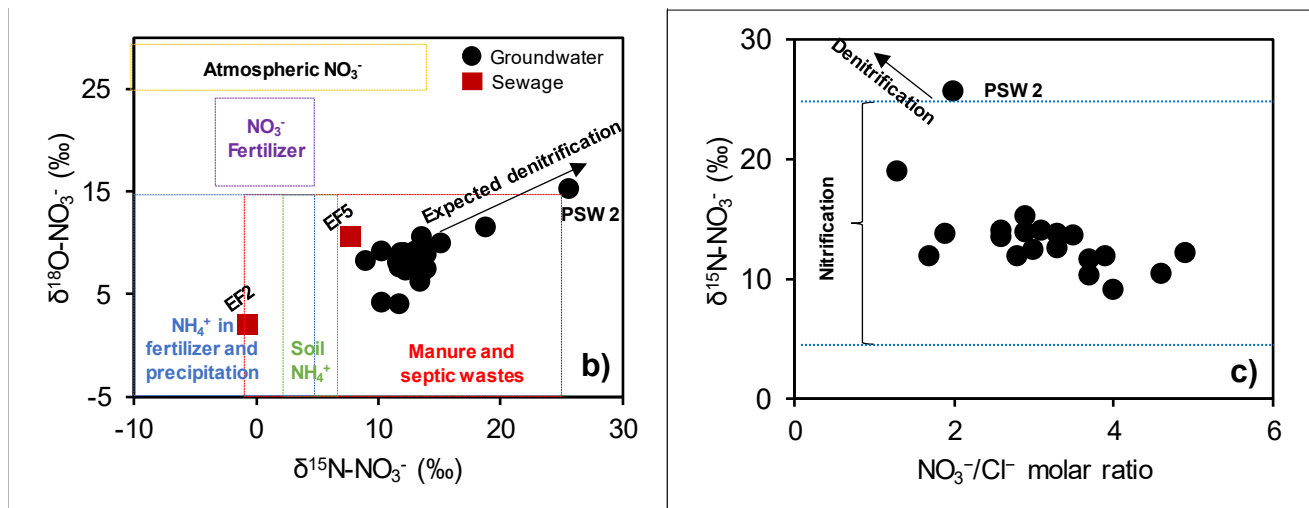 Atmospheric NO₃⁻
Groundwater
Sewage
NO₃⁻
Fertilizer
Expected denitrification
PSW 2
EF5
EF2
NH₄⁺ in
fertilizer and
precipitation
Soil
NH₄⁺
Manure and
septic wastes
b)
25
15
5
-5
-10
0
10
20
30
δ¹⁸O-NO₃⁻ (‰)
δ¹⁵N-NO₃⁻ (‰)
Denitrification
PSW 2
Nitrification
c)
30
20
10
0
0
2
4
6
δ¹⁵N-NO₃⁻ (‰)
NO₃⁻/Cl⁻ molar ratio